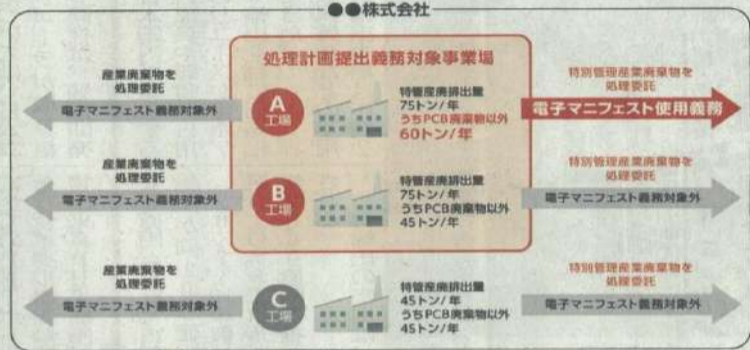 ●●株式会社
処理計画提出義務対象事業場
産業廃棄物を
処理委託
電子マニフェスト義務対象外
A
工場
特管産廃排出量
75トン/年
うちPCB廃棄物以外
60トン/年
特別管理産業廃棄物を
処理委託
電子マニフェスト使用義務
産業廃棄物を
処理委託
電子マニフェスト義務対象外
B
工場
特管産廃排出量
75トン/年
うちPCB廃棄物以外
45トン/年
特別管理産業廃棄物を
処理委託
電子マニフェスト義務対象外
産業廃棄物を
処理委託
電子マニフェスト義務対象外
C
工場
特管産廃排出量
45トン/年
うちPCB廃棄物以外
45トン/年
特別管理産業廃棄物を
処理委託
電子マニフェスト義務対象外